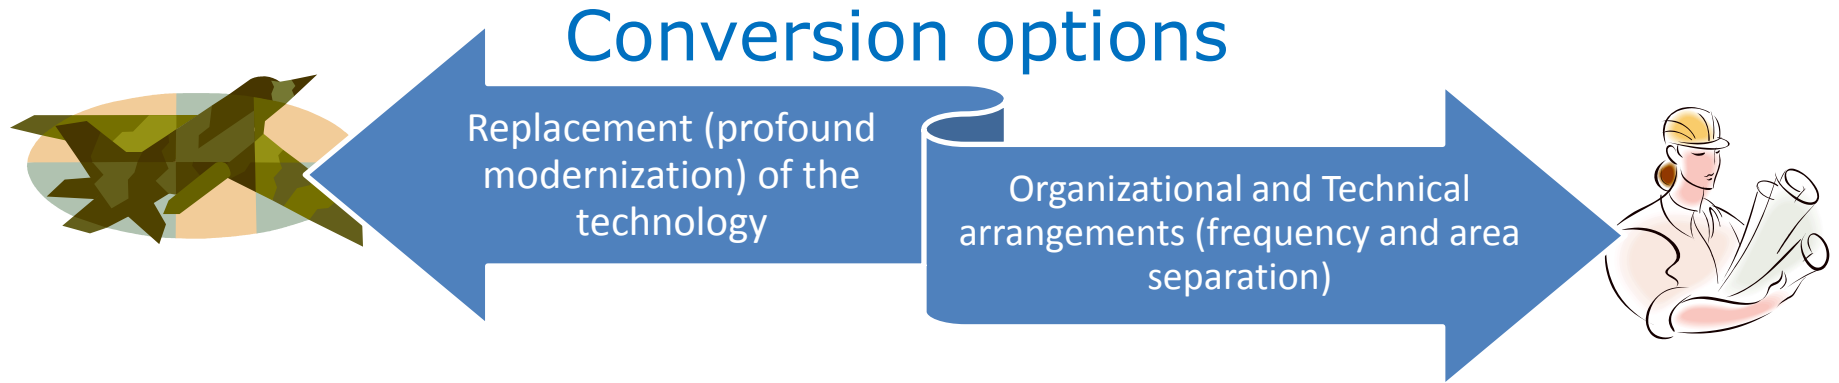 Conversion options
Replacement (profound
modernization) of the
technology
Organizational and Technical
arrangements (frequency and area
separation)